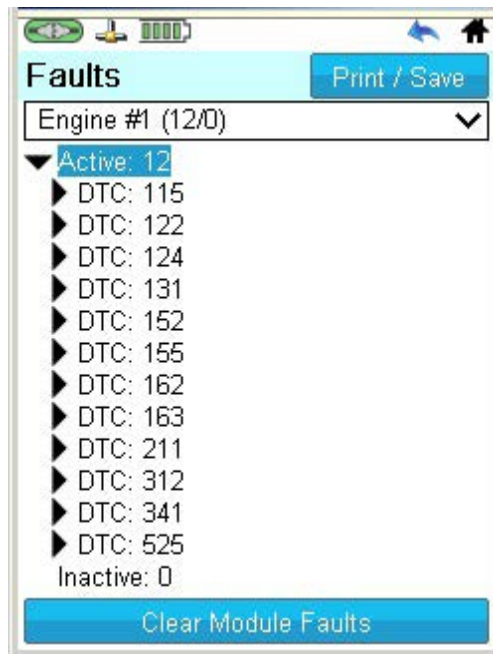 Faults
Print / Save
Engine #1 (12/0)
Active: 12
DTC: 115
DTC: 122
DTC: 124
DTC: 131
DTC: 152
DTC: 155
DTC: 162
DTC: 163
DTC: 211
DTC: 312
DTC: 341
DTC: 525
Inactive: 0
Clear Module Faults